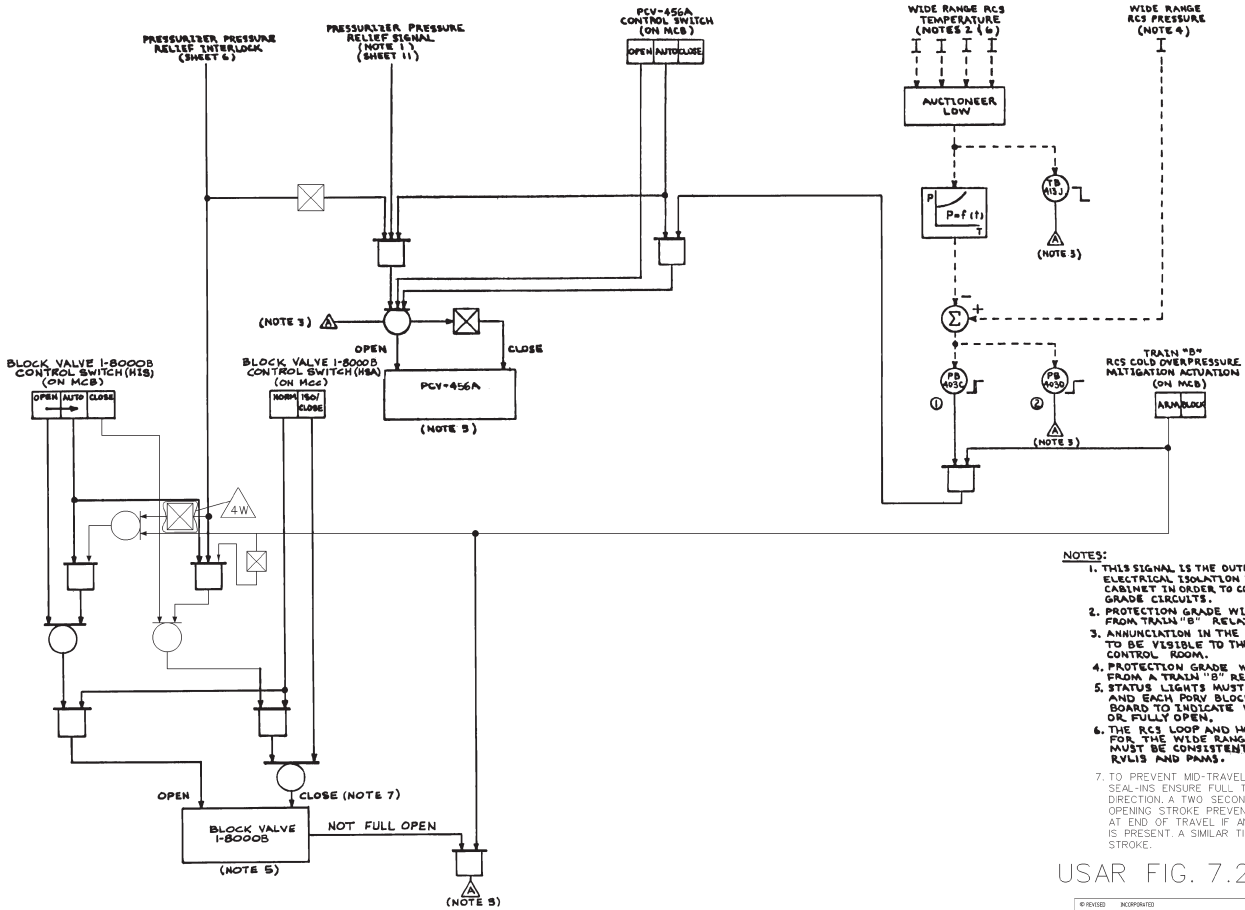 PRESSURIZER PRESSURE
RELIEF INTERLOCK
(SHEET 6)
PRESSURIZER PRESSURE
RELIEF SIGNAL
(NOTE 1)
(SHEET 11)
PCV-456A
CONTROL SWITCH
(ON MCB)
OPEN AUTO CLOSE
WIDE RANGE RCS
TEMPERATURE
(NOTES 2 & 6)
WIDE RANGE
RCS PRESSURE
(NOTE 4)
AUCTIONEER
LOW
P
P=f(t)
T
TB
413J
A
(NOTE 3)
-
+
Σ
(NOTE 3)
A
OPEN
CLOSE
PCV-456A
(NOTE 5)
BLOCK VALVE 1-8000B
CONTROL SWITCH (HIS)
(ON MCB)
OPEN AUTO CLOSE
BLOCK VALVE 1-8000B
CONTROL SWITCH (HSA)
(ON MCC)
NORM ISO/
CLOSE
PB
403C
1
PB
403D
2
A
(NOTE 3)
TRAIN "B"
RCS COLD OVERPRESSURE
MITIGATION ACTUATION
(ON MCB)
ARM BLOCK
4W
OPEN
CLOSE (NOTE 7)
BLOCK VALVE
1-8000B
(NOTE 5)
NOT FULL OPEN
A
(NOTE 3)
NOTES:
1. THIS SIGNAL IS THE OUT
ELECTRICAL ISOLATION
CABINET IN ORDER TO CO
GRADE CIRCUITS.
2. PROTECTION GRADE WI
FROM TRAIN "B" RELA
3. ANNUNCIATION IN THE
TO BE VISIBLE TO TH
CONTROL ROOM.
4. PROTECTION GRADE W
FROM A TRAIN "B" RE
5. STATUS LIGHTS MUST
AND EACH PORV BLOC
BOARD TO INDICATE
OR FULLY OPEN.
6. THE RCS LOOP AND HO
FOR THE WIDE RANG
MUST BE CONSISTENT
RVLIS AND PAMS.
7. TO PREVENT MID-TRAVEL
SEAL-INS ENSURE FULL T
DIRECTION. A TWO SECON
OPENING STROKE PREVEN
AT END OF TRAVEL IF AN
IS PRESENT. A SIMILAR TI
STROKE.
USAR FIG. 7.2
© REVISED INCORPORATED